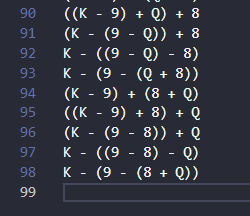 90 ((K - 9) + Q) + 8
91 (K - (9 - Q)) + 8
92 K - ((9 - Q) - 8)
93 K - (9 - (Q + 8))
94 (K - 9) + (8 + Q)
95 ((K - 9) + 8) + Q
96 (K - (9 - 8)) + Q
97 K - ((9 - 8) - Q)
98 K - (9 - (8 + Q))
99